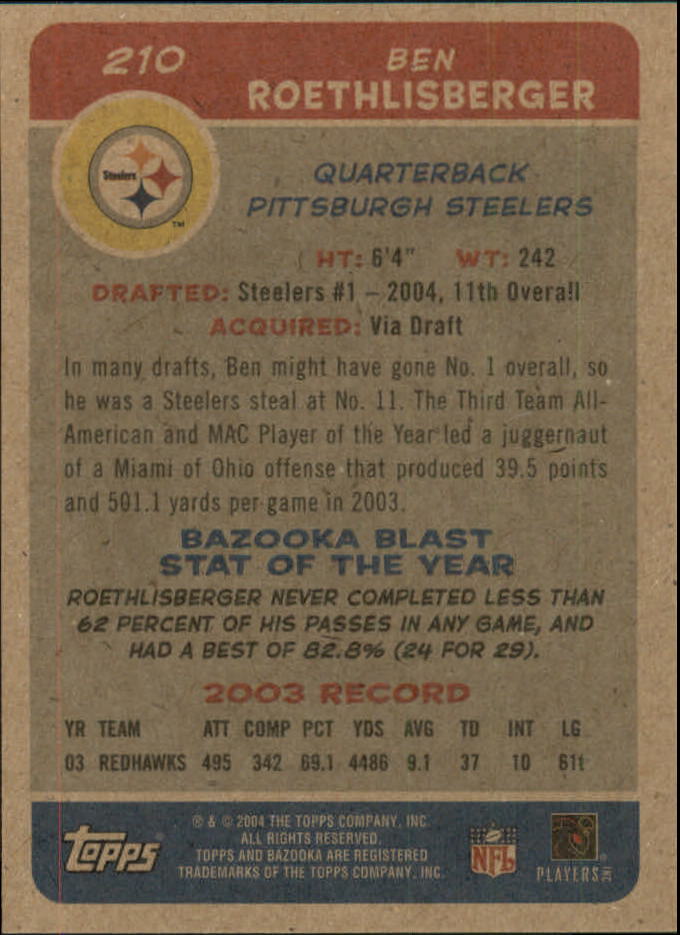 210
BEN
ROETHLISBERGER
Steelers
TM
QUARTERBACK
PITTSBURGH STEELERS
HT: 6'4" WT: 242
DRAFTED: Steelers #1 – 2004, 11th Overall
ACQUIRED: Via Draft
In many drafts, Ben might have gone No. 1 overall, so
he was a Steelers steal at No. 11. The Third Team All-
American and MAC Player of the Year led a juggernaut
of a Miami of Ohio offense that produced 39.5 points
and 501.1 yards per game in 2003.
BAZOOKA BLAST
STAT OF THE YEAR
ROETHLISBERGER NEVER COMPLETED LESS THAN
62 PERCENT OF HIS PASSES IN ANY GAME, AND
HAD A BEST OF 82.8% (24 FOR 29).
2003 RECORD
YR TEAM ATT COMP PCT YDS AVG TD INT LG
03 REDHAWKS 495 342 69.1 4486 9.1 37 10 61t
topps
® & © 2004 THE TOPPS COMPANY, INC.
ALL RIGHTS RESERVED.
TOPPS AND BAZOOKA ARE REGISTERED
TRADEMARKS OF THE TOPPS COMPANY, INC.
NFL
PLAYERS INC